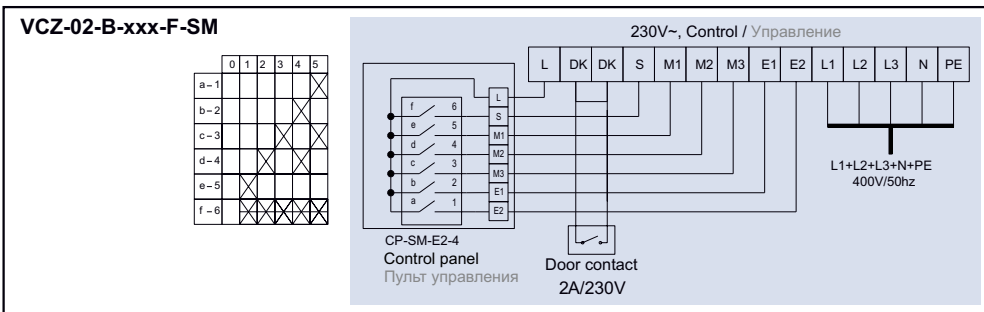 VCZ-02-B-xxx-F-SM
0 1 2 3 4 5
a-1
b-2
c-3
d-4
e-5
f-6
230V~, Control / Управление
L DK DK S M1 M2 M3 E1 E2 L1 L2 L3 N PE
L
f 6 S
e 5 M1
d 4 M2
c 3 M3
b 2 E1
a 1 E2
L1+L2+L3+N+PE
400V/50hz
CP-SM-E2-4
Control panel
Пульт управления
Door contact
2A/230V